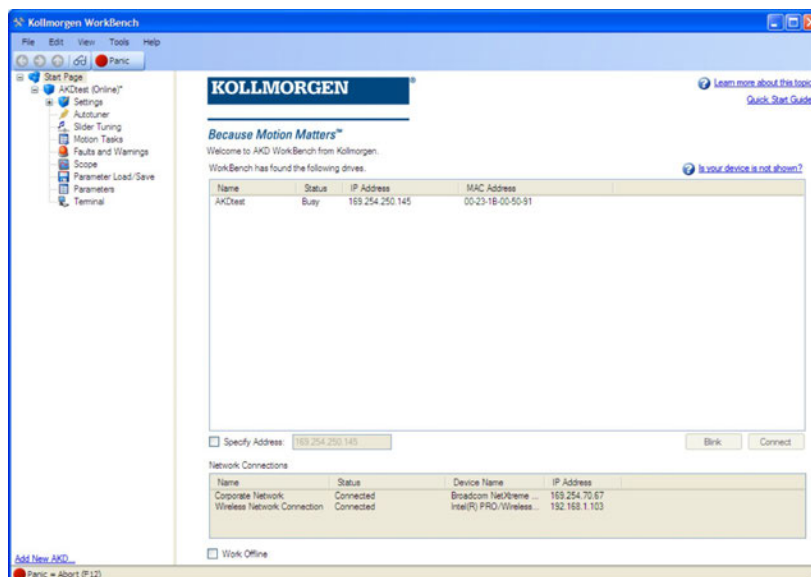 Kollmorgen WorkBench
File Edit View Tools Help
Panic
Start Page
AKDtest (Online)*
Settings
Autotuner
Slider Tuning
Motion Tasks
Faults and Warnings
Scope
Parameter Load/Save
Parameters
Terminal
Add New AKD...
KOLLMORGEN®
Because Motion Matters™
Learn more about this topic
Quick Start Guide
Welcome to AKD WorkBench from Kollmorgen.
WorkBench has found the following drives.
Is your device is not shown?
Name Status IP Address MAC Address
AKDtest Busy 169.254.250.145 00-23-1B-00-50-91
Specify Address: 169.254.250.145 Blink Connect
Network Connections
Name Status Device Name IP Address
Corporate Network Connected Broadcom NetXtreme ... 169.254.70.67
Wireless Network Connection Connected Intel(R) PRO/Wireless... 192.168.1.103
Work Offline
Panic = Abort (F12)